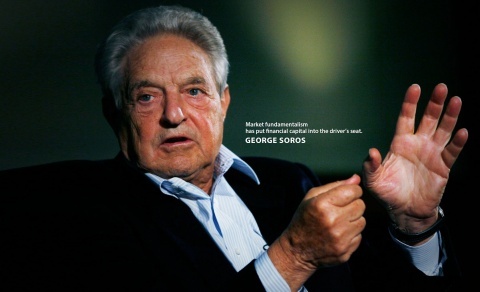 Market fundamentalism
has put financial capital into the driver's seat.
GEORGE SOROS